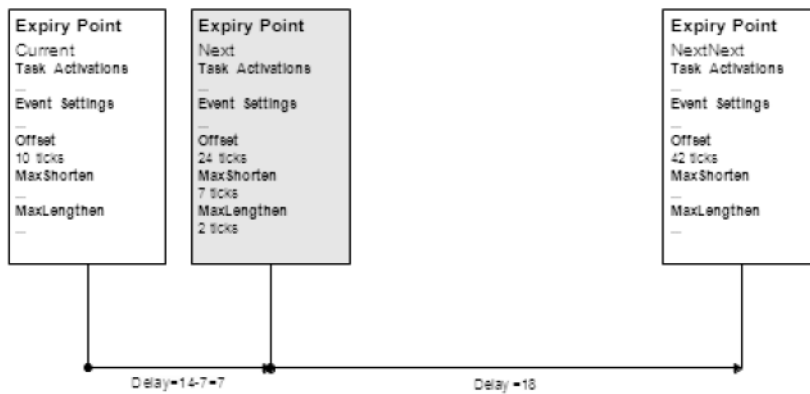 Expiry Point
Current
Task Activations
...
Event Settings
...
Offset
10 ticks
MaxShorten
...
MaxLengthen
...
Expiry Point
Next
Task Activations
...
Event Settings
...
Offset
24 ticks
MaxShorten
7 ticks
MaxLengthen
2 ticks
Expiry Point
NextNext
Task Activations
...
Event Settings
...
Offset
42 ticks
MaxShorten
...
MaxLengthen
...
Delay=14-7=7
Delay =18